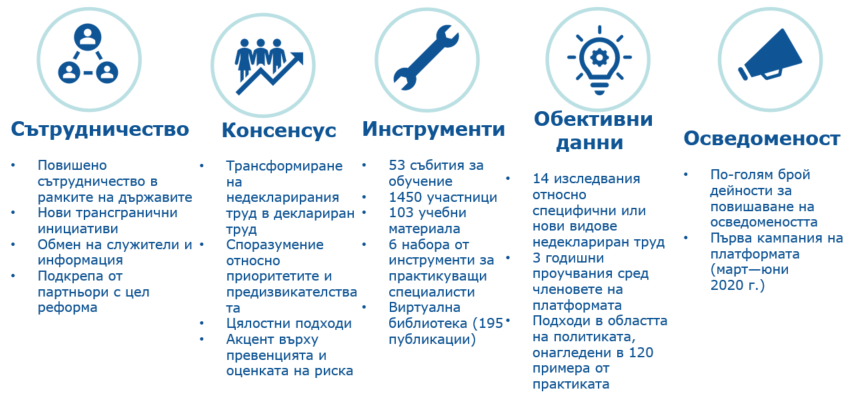 Сътрудничество
• Повишено
сътрудничество в
рамките на държавите
• Нови трансгранични
инициативи
• Обмен на служители и
информация
• Подкрепа от
партньори с цел
реформа
Консенсус
• Трансформиране
на
недекларирания
труд в деклариран
труд
• Споразумение
относно
приоритетите и
предизвикателства
та
• Цялостни подходи
• Акцент върху
превенцията и
оценката на риска
Инструменти
• 53 събития за
обучение
• 1450 участници
• 103 учебни
материала
• 6 набора от
инструменти за
практикуващи
специалисти
• Виртуална
библиотека (195
публикации)
Обективни
данни
• 14 изследвания
относно
специфични или
нови видове
недеклариран труд
• 3 годишни
проучвания сред
членовете на
платформата
• Подходи в областта
на политиката,
онагледени в 120
примера от
практиката
Осведоменост
• По-голям брой
дейности за
повишаване на
осведомеността
• Първа кампания на
платформата
(март—юни
2020 г.)